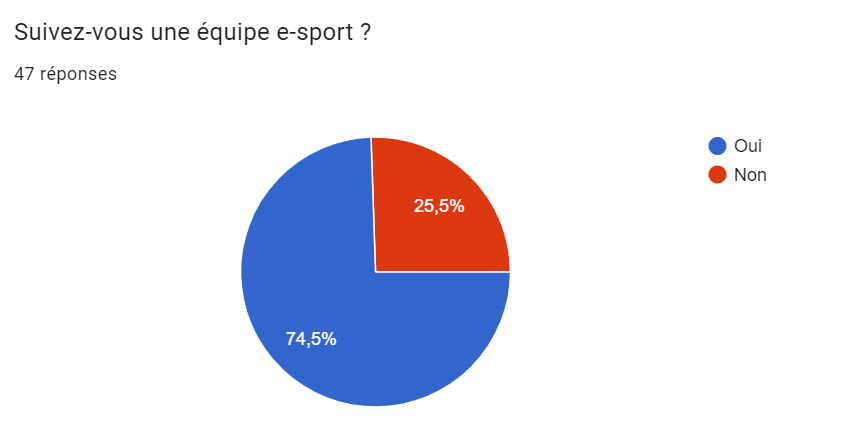 Suivez-vous une équipe e-sport ?
47 réponses
Oui
Non
25,5%
74,5%